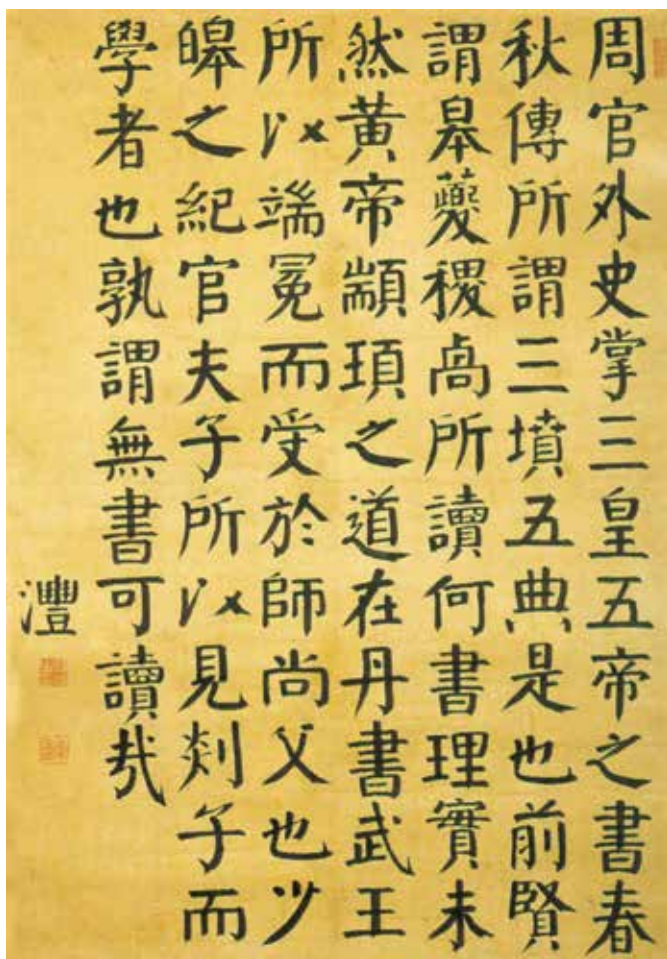 周官外史掌三皇五帝之書春
秋傳所謂三墳五典是也前賢
謂皋夔稷卨所讀何書理實未
然黃帝顓頊之道在丹書武王
所以端冕而受於師尚父也少
皞之紀官夫子所以見郯子而
學者也孰謂無書可讀哉
灃